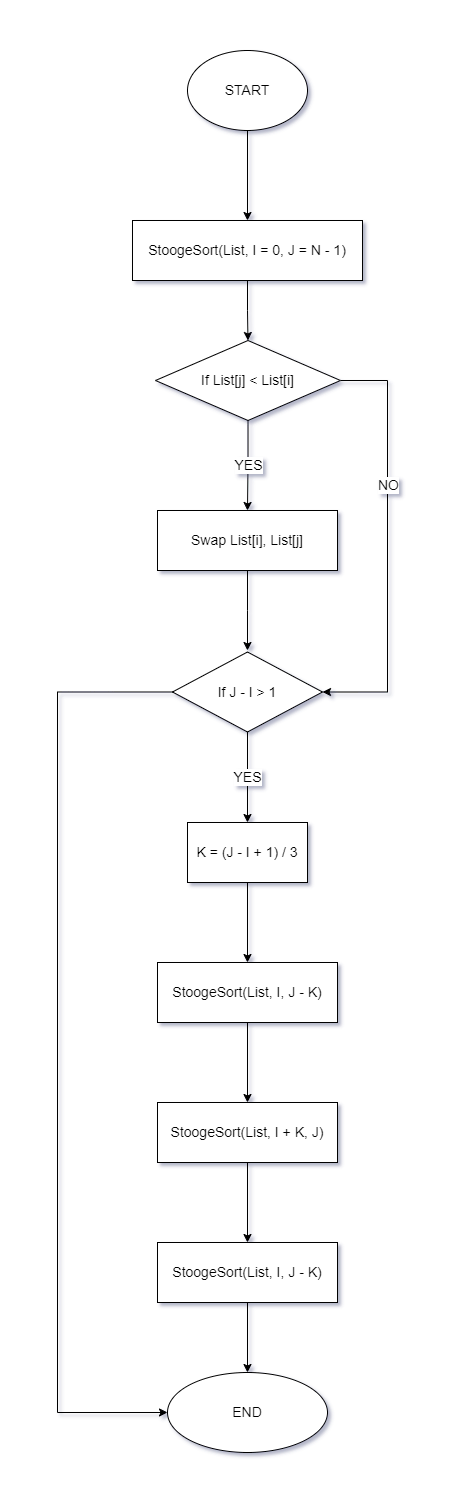 START
StoogeSort(List, I = 0, J = N - 1)
If List[j] < List[i]
YES
NO
Swap List[i], List[j]
If J - I > 1
YES
K = (J - I + 1) / 3
StoogeSort(List, I, J - K)
StoogeSort(List, I + K, J)
StoogeSort(List, I, J - K)
END